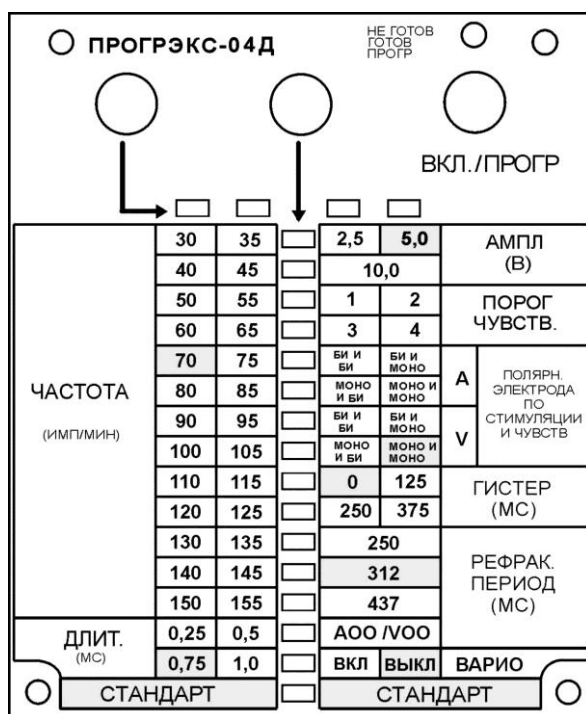 ПРОГРЭКС-04Д
НЕ ГОТОВ
ГОТОВ
ПРОГР
ВКЛ./ПРОГР
30 35 2,5 5,0 АМПЛ
40 45 10,0 (В)
50 55 1 2 ПОРОГ
60 65 3 4 ЧУВСТВ.
70 75 БИ И БИ БИ И МОНО А ПОЛЯРН.
ЧАСТОТА 80 85 МОНО И БИ МОНО И МОНО ЭЛЕКТРОДА ПО
(ИМП/МИН) 90 95 БИ И БИ БИ И МОНО V СТИМУЛЯЦИИ
100 105 МОНО И БИ МОНО И МОНО И ЧУВСТВ
110 115 0 125 ГИСТЕР
120 125 250 375 (МС)
130 135 250 РЕФРАК.
140 145 312 ПЕРИОД
150 155 437 (МС)
ДЛИТ. 0,25 0,5 АОО /VОО
(МС) 0,75 1,0 ВКЛ ВЫКЛ ВАРИО
СТАНДАРТ СТАНДАРТ